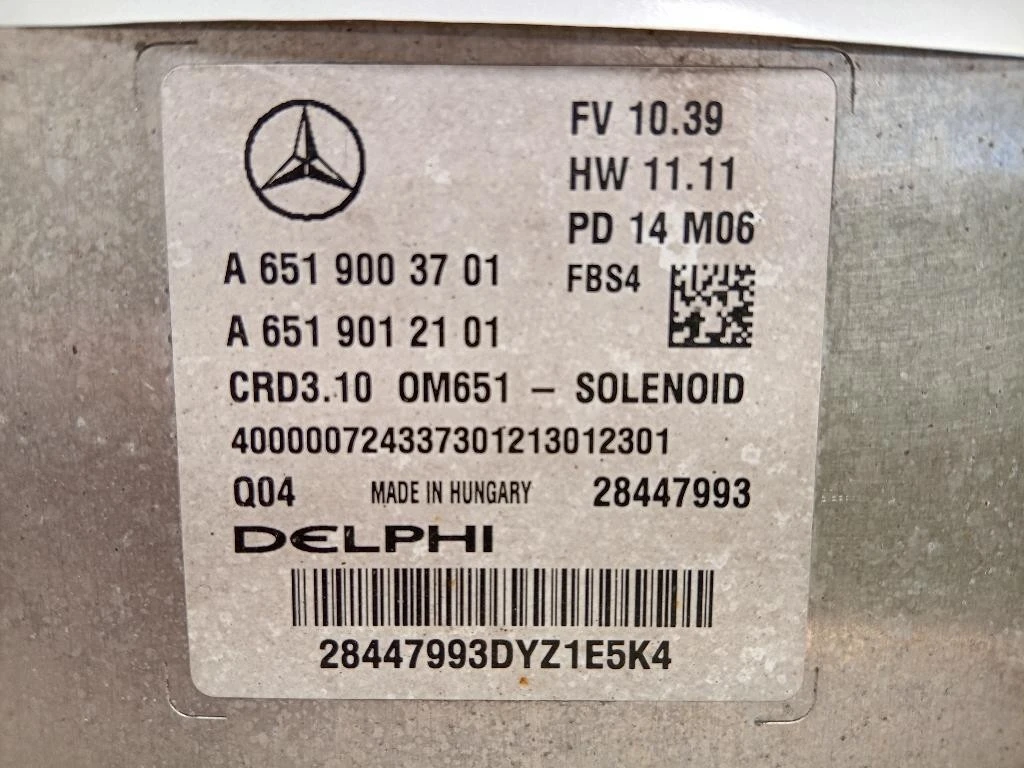 FV 10.39
HW 11.11
PD 14 M06
A 651 900 37 01
FBS4
A 651 901 21 01
CRD3.10 OM651 – SOLENOID
400000724337301213012301
Q04 MADE IN HUNGARY 28447993
DELPHI
28447993DYZ1E5K4